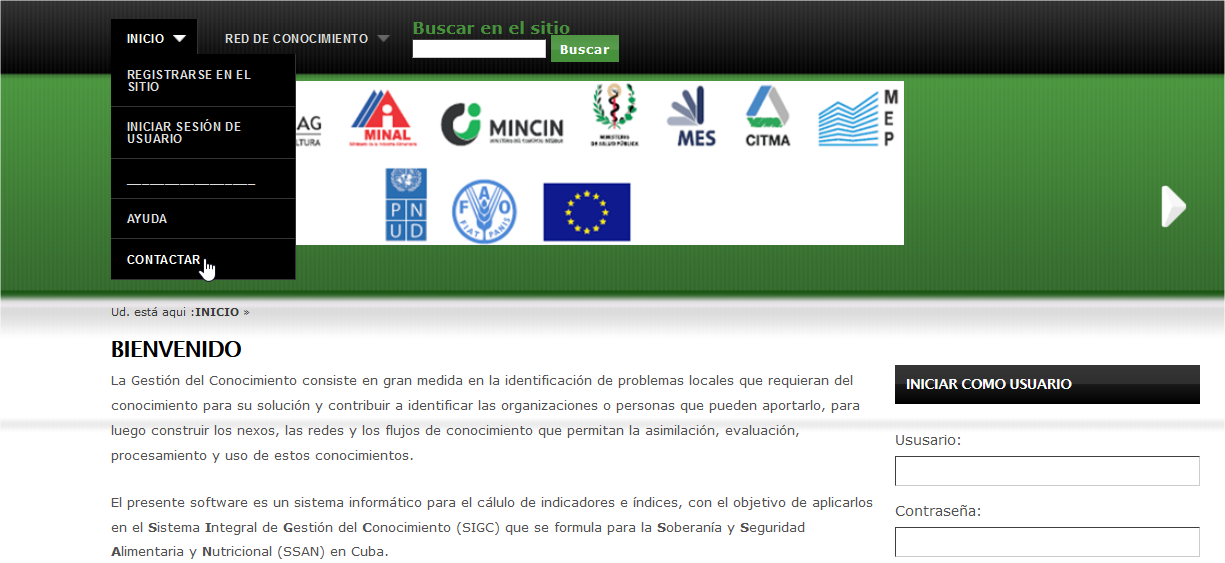 INICIO
RED DE CONOCIMIENTO
Buscar en el sitio
Buscar
REGISTRARSE EN EL
SITIO
INICIAR SESIÓN DE
USUARIO
__________________
AYUDA
CONTACTAR
AG
LTURA
MINAL
MINCIN
MINISTERIO
DE SALUD PÚBLICA
MES
CITMA
MEP
PN
UD
FAO
FIAT PANIS
Ud. está aqui :INICIO »
BIENVENIDO
La Gestión del Conocimiento consiste en gran medida en la identificación de problemas locales que requieran del
conocimiento para su solución y contribuir a identificar las organizaciones o personas que pueden aportarlo, para
luego construir los nexos, las redes y los flujos de conocimiento que permitan la asimilación, evaluación,
procesamiento y uso de estos conocimientos.
El presente software es un sistema informático para el cálulo de indicadores e índices, con el objetivo de aplicarlos
en el Sistema Integral de Gestión del Conocimiento (SIGC) que se formula para la Soberanía y Seguridad
Alimentaria y Nutricional (SSAN) en Cuba.
INICIAR COMO USUARIO
Ususario:
Contraseña: